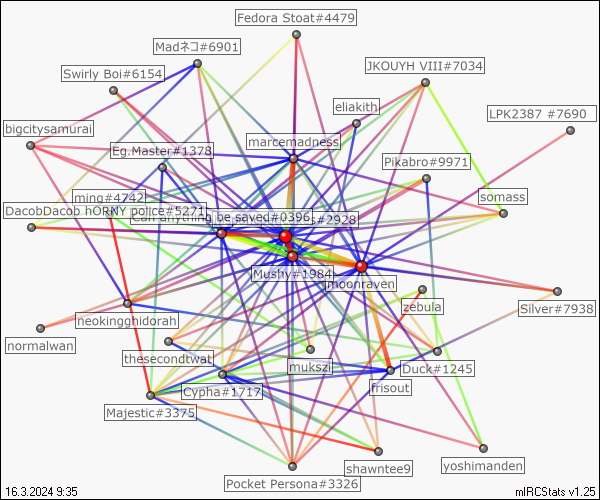 Fedora Stoat#4479
Madネコ#6901
JKOUYH VIII#7034
Swirly Boi#6154
eliakith
LPK2387 #7690
bigcitysamurai
marcemadness
Eg.Master#1378
Pikabro#9971
ming#4742
somass
DacobDacob hORNY police#5271
be saved#0396
#2928
Mushy#1984
moonraven
zebula
Silver#7938
neokingghidorah
normalwan
thesecondtwat
mukszi
Duck#1245
Cypha#1717
frisout
Majestic#3375
shawntee9
yoshimanden
Pocket Persona#3326
16.3.2024 9:35
mIRCStats v1.25